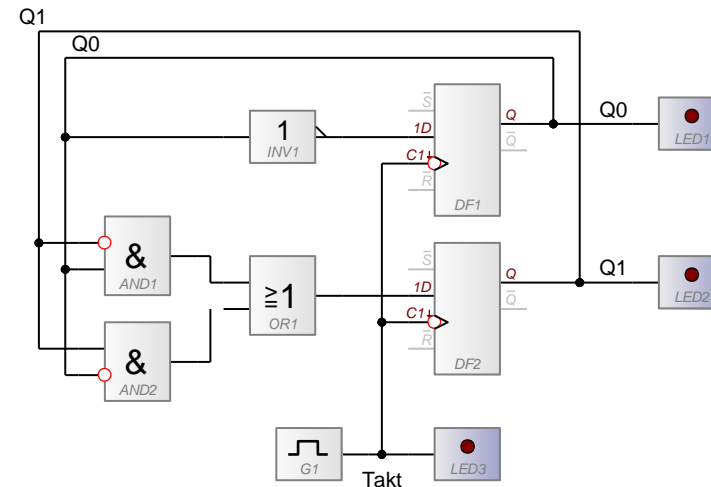 Q1
Q0
S
1
INV1
1D
Q
Q0
C1↓
Q
R
LED1
DF1
&
AND1
S
≧1
OR1
1D
Q
Q1
C1↓
Q
R
LED2
DF2
&
AND2
G1
Takt
LED3